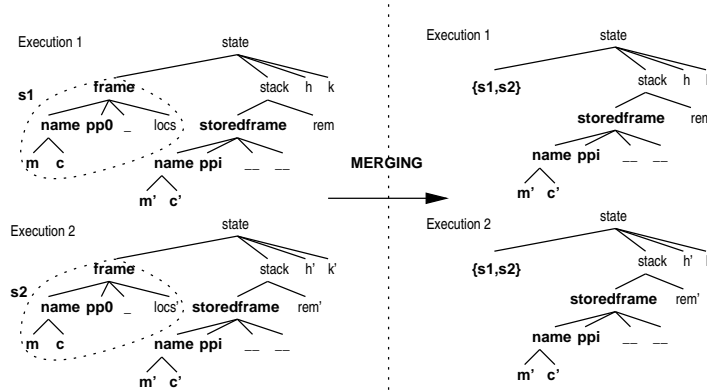 Execution 1
state
frame
stack h k
s1
name pp0 _ locs
storedframe rem
m c
name ppi __ __
m' c'
Execution 2
state
frame
stack h' k'
s2
name pp0 _ locs'
storedframe rem'
m c
name ppi __ __
m' c'
MERGING
Execution 1
state
{s1,s2}
stack h
storedframe rem
name ppi __ __
m' c'
Execution 2
state
{s1,s2}
stack h'
storedframe rem'
name ppi __ __
m' c'